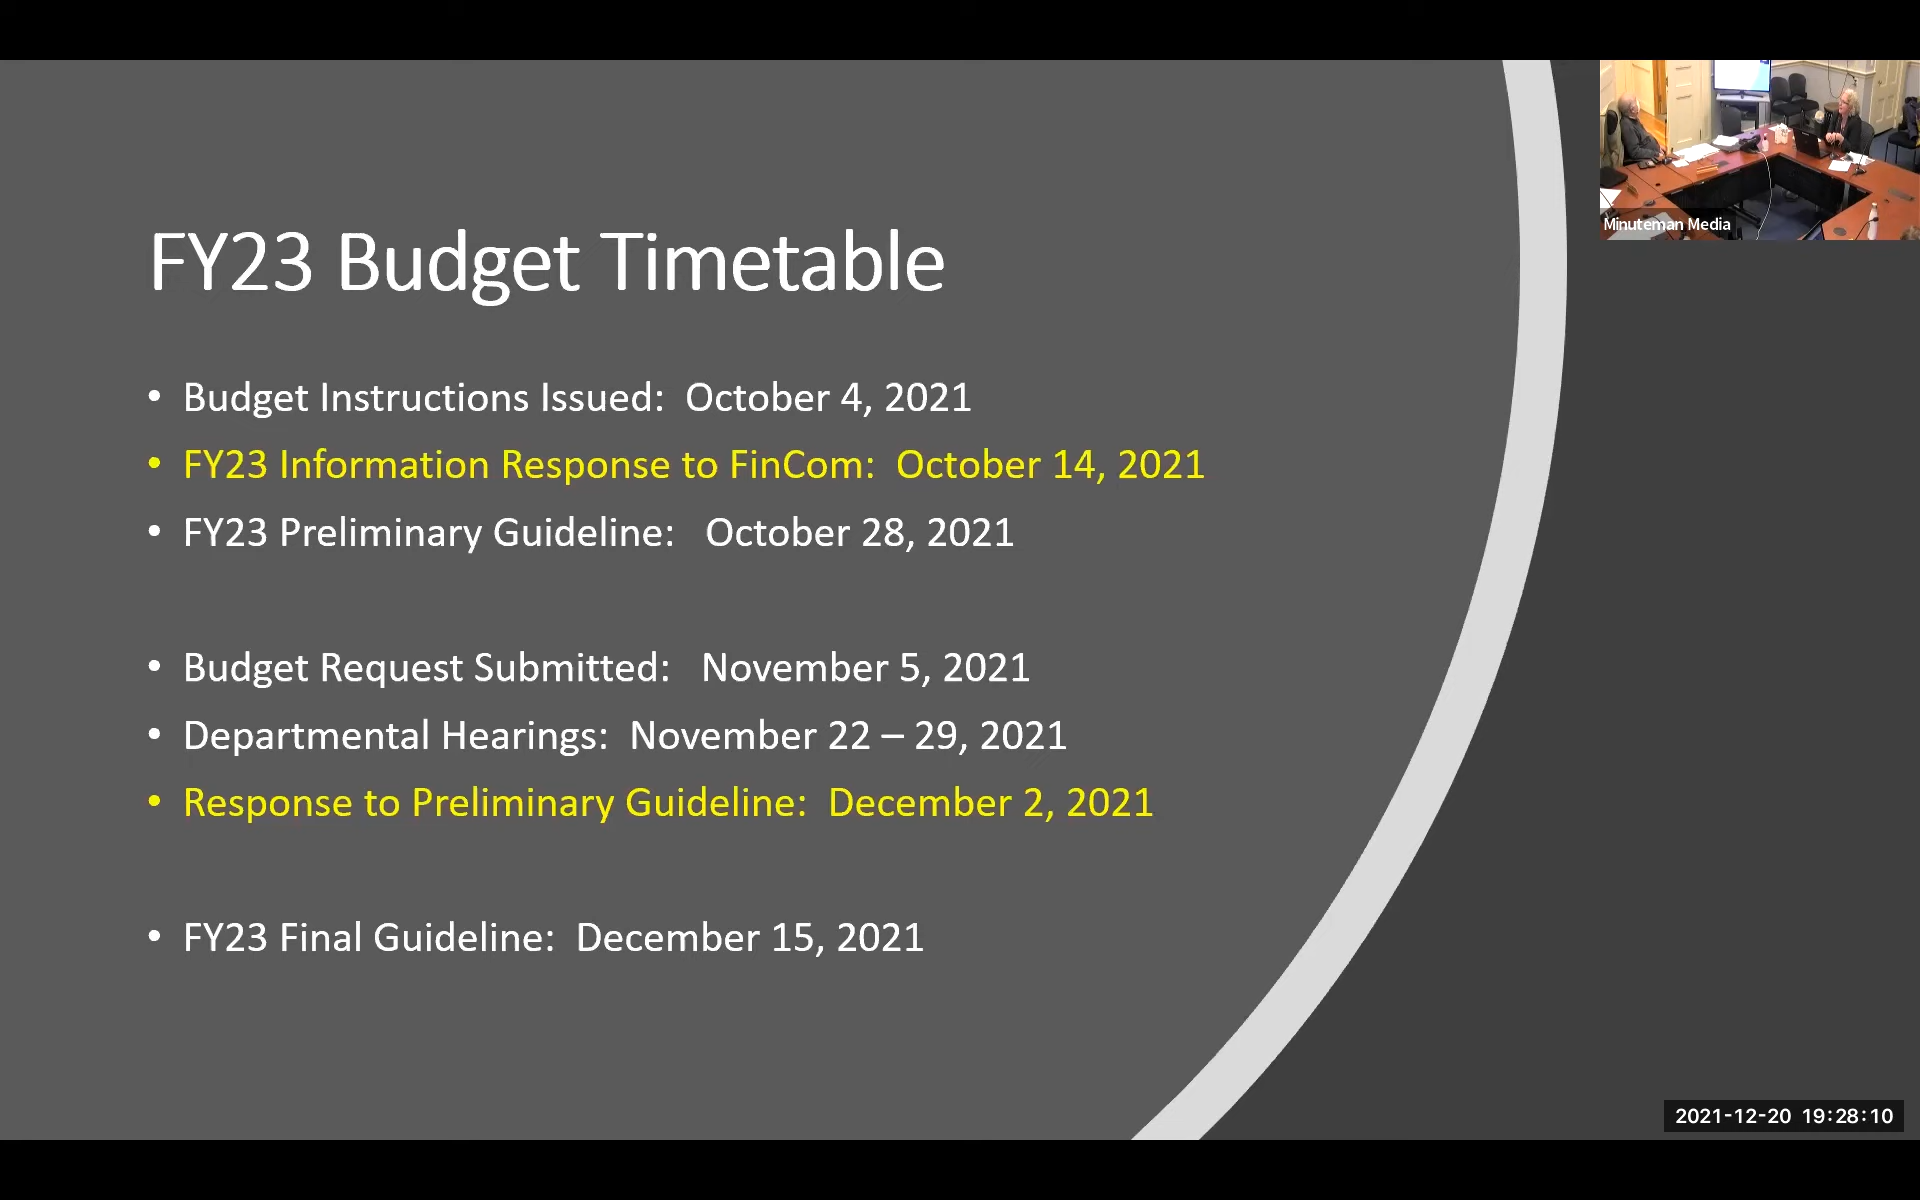 FY23 Budget Timetable
• Budget Instructions Issued:  October 4, 2021
• FY23 Information Response to FinCom:  October 14, 2021
• FY23 Preliminary Guideline:   October 28, 2021
• Budget Request Submitted:   November 5, 2021
• Departmental Hearings:  November 22 – 29, 2021
• Response to Preliminary Guideline:  December 2, 2021
• FY23 Final Guideline:  December 15, 2021
Minuteman Media
2021-12-20 19:28:10